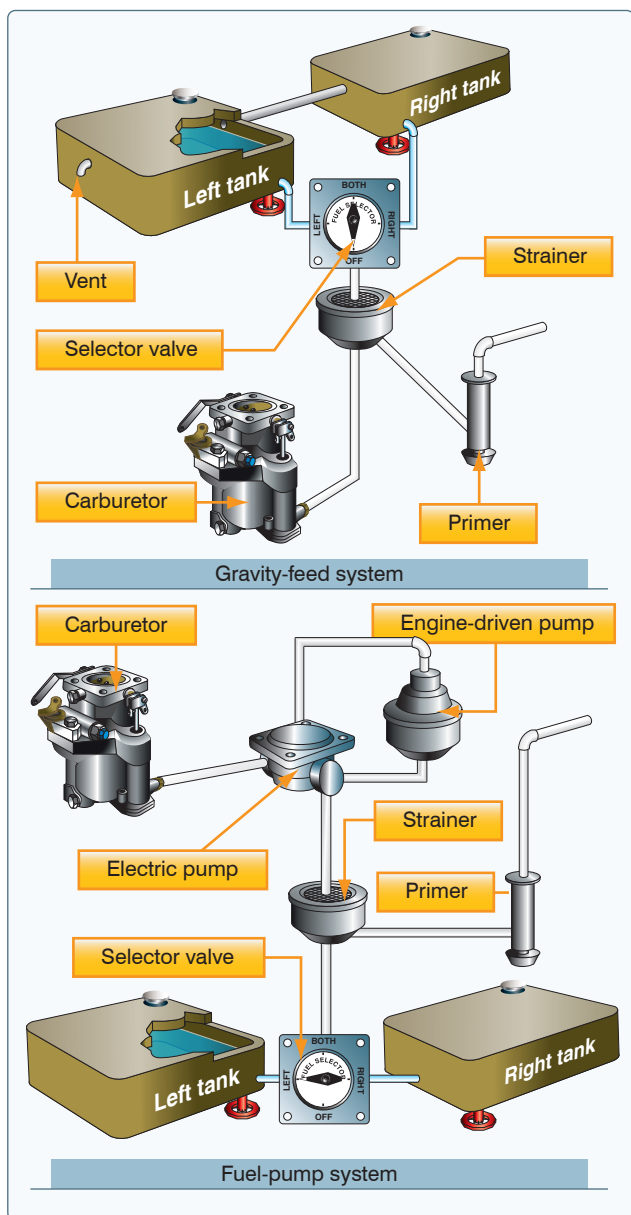 Right tank
Left tank
BOTH
FUEL SELECTOR
LEFT
RIGHT
OFF
Vent
Strainer
Selector valve
Carburetor
Primer
Gravity-feed system
Carburetor
Engine-driven pump
Strainer
Electric pump
Primer
Selector valve
BOTH
FUEL SELECTOR
LEFT
RIGHT
OFF
Left tank
Right tank
Fuel-pump system